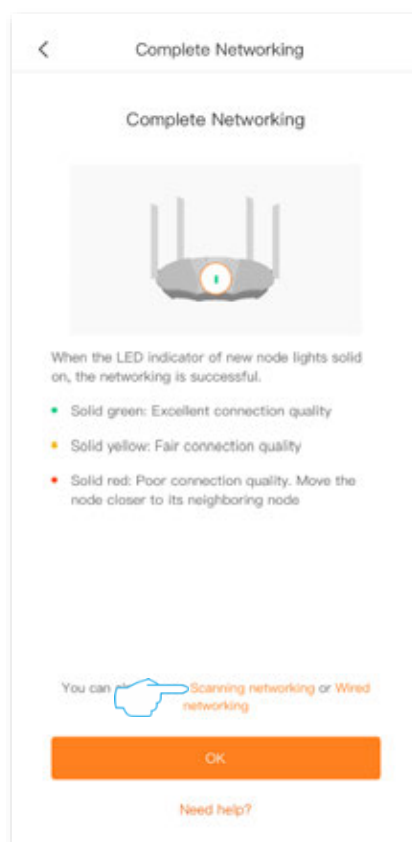 Complete Networking
Complete Networking
When the LED indicator of new node lights solid
on, the networking is successful.
Solid green: Excellent connection quality
Solid yellow: Fair connection quality
Solid red: Poor connection quality. Move the
node closer to its neighboring node
You can Scanning networking or Wired
networking
OK
Need help?